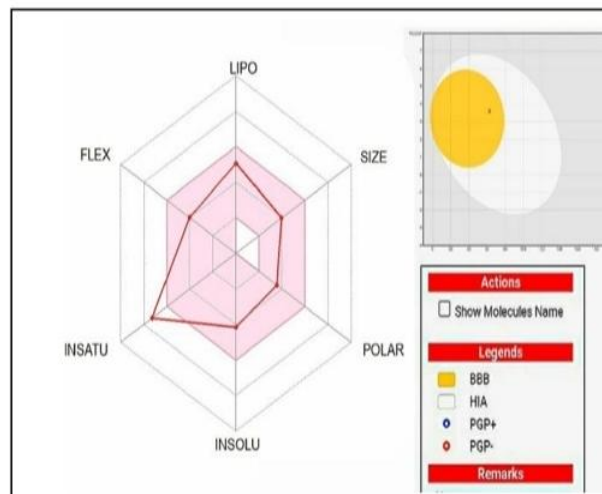 LIPO
FLEX
SIZE
INSATU
POLAR
INSOLU
Actions
Show Molecules Name
Legends
BBB
HIA
PGP+
PGP-
Remarks